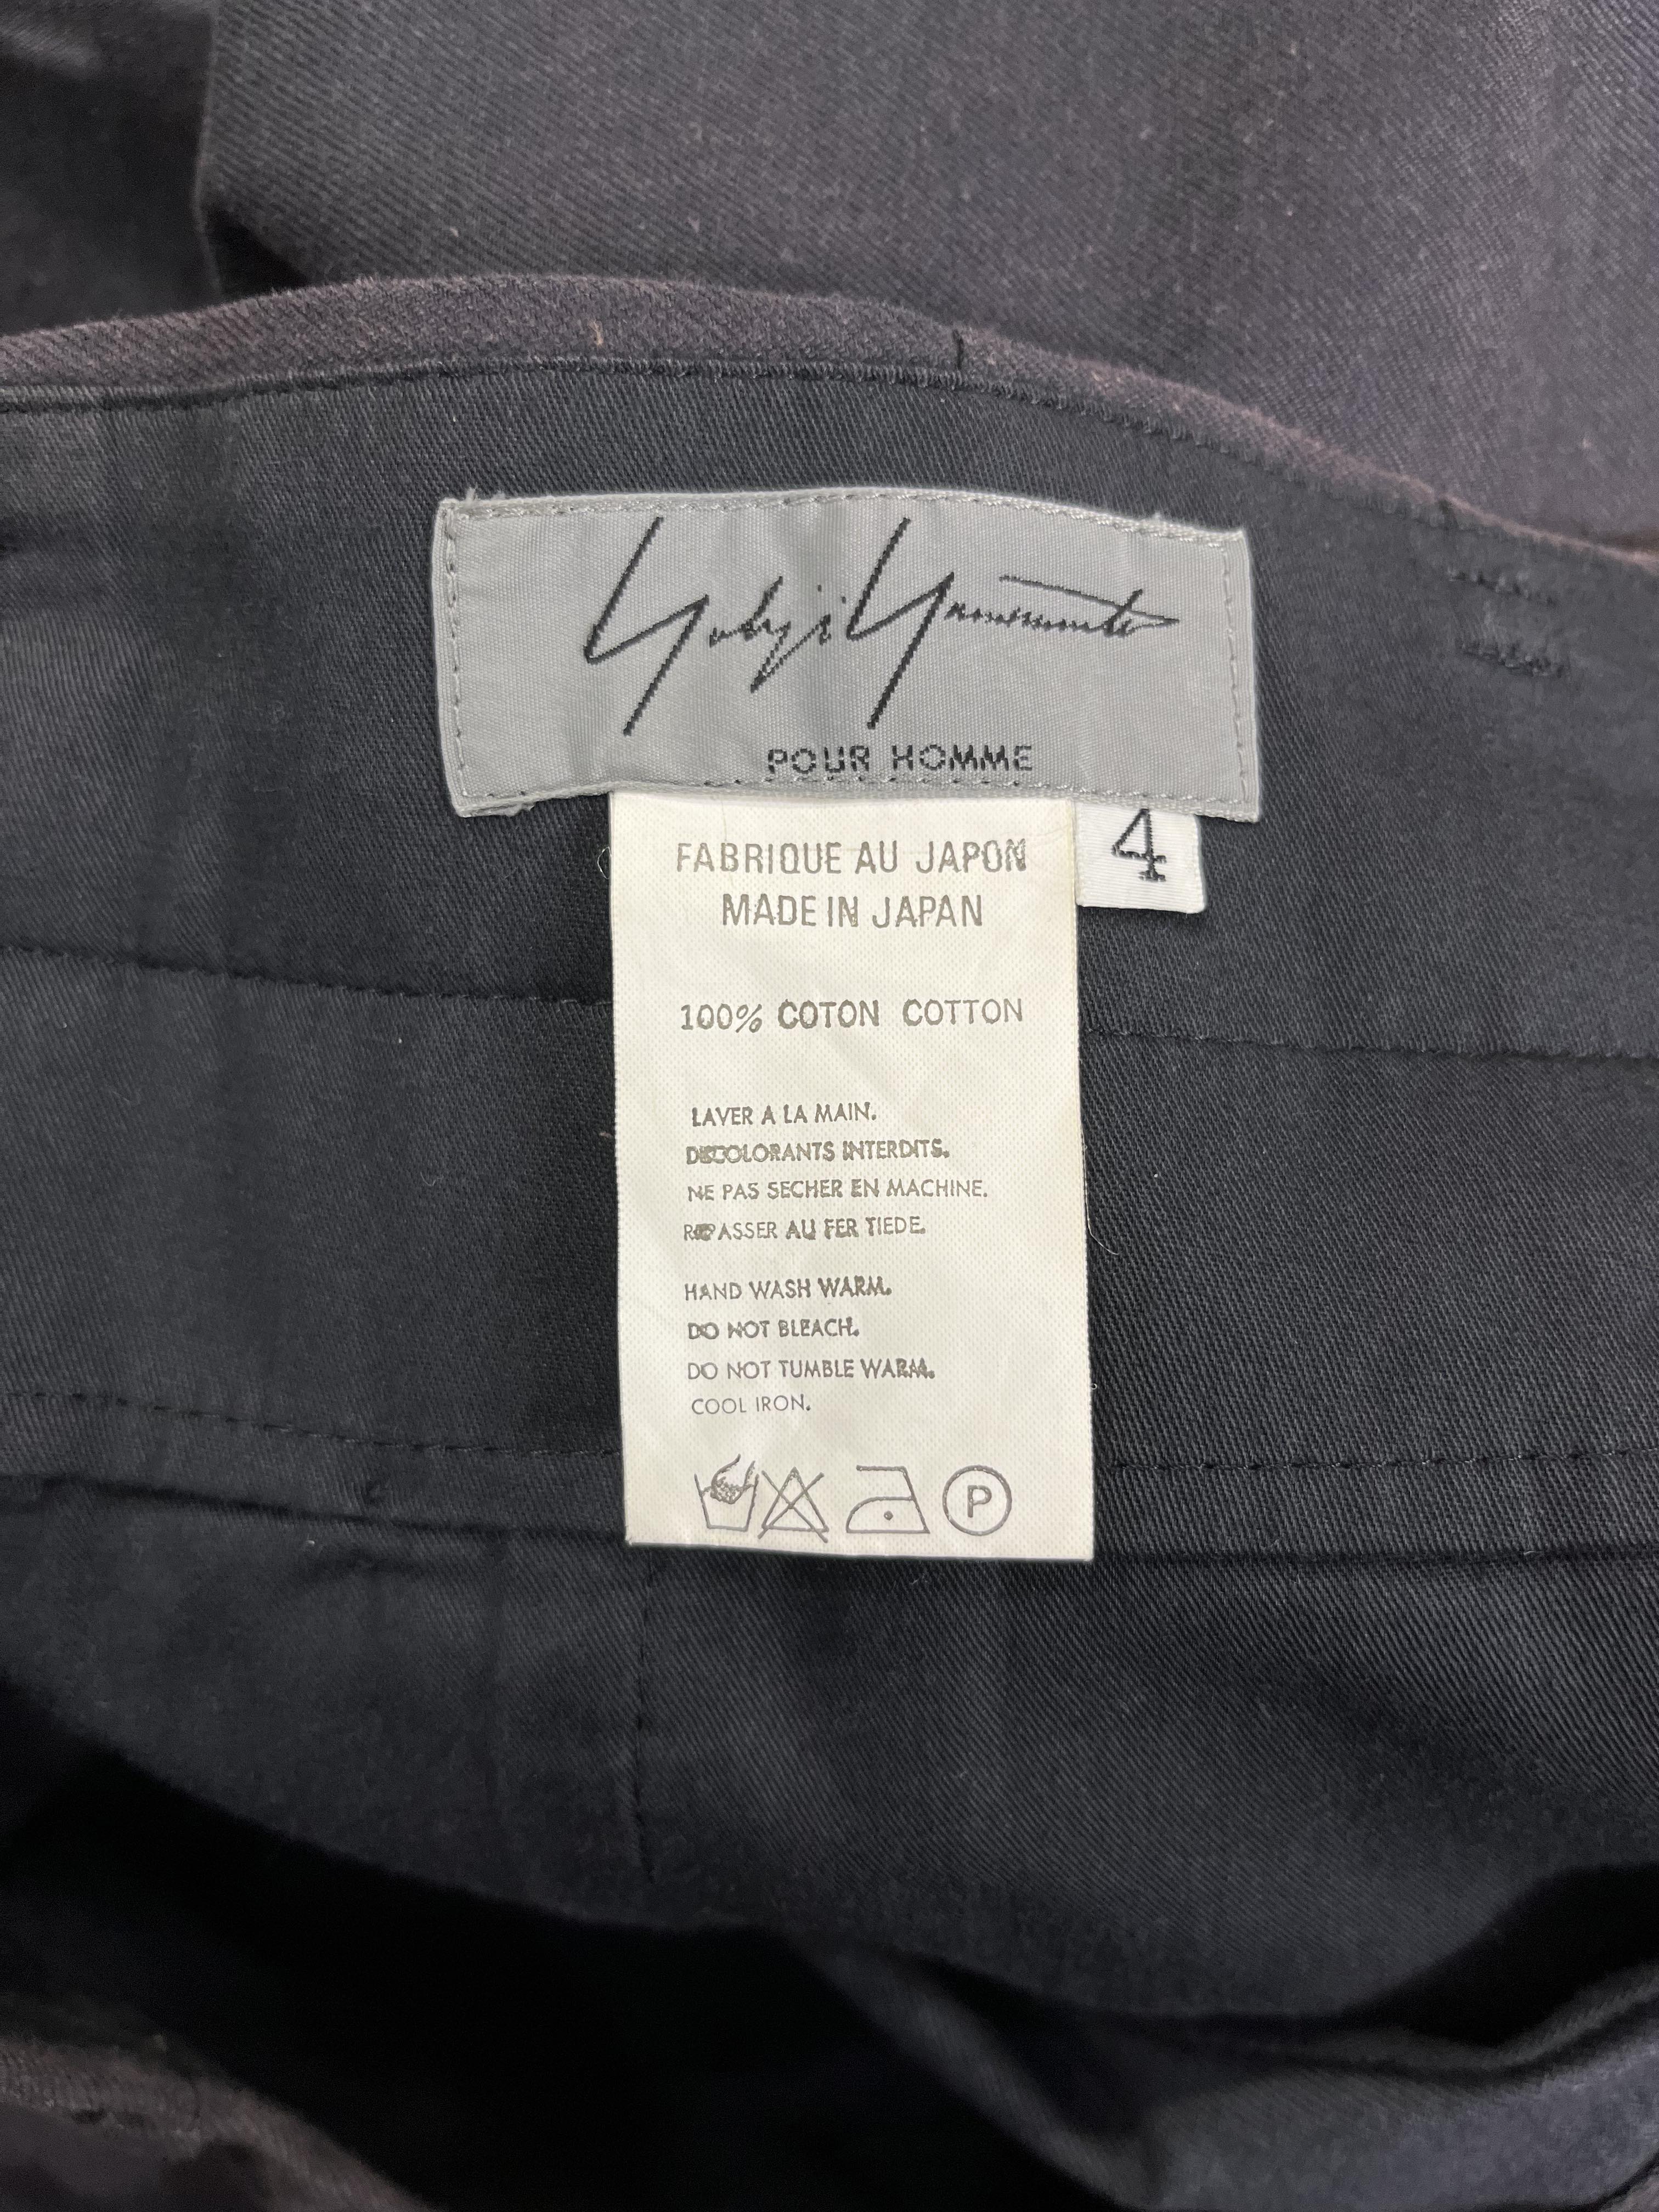 Yohji Yamamoto
POUR HOMME
4
FABRIQUE AU JAPON
MADE IN JAPAN
100% COTON COTTON
LAVER A LA MAIN.
DECOLORANTS INTERDITS.
NE PAS SECHER EN MACHINE.
REPASSER AU FER TIEDE.
HAND WASH WARM.
DO NOT BLEACH.
DO NOT TUMBLE WARM.
COOL IRON.
P